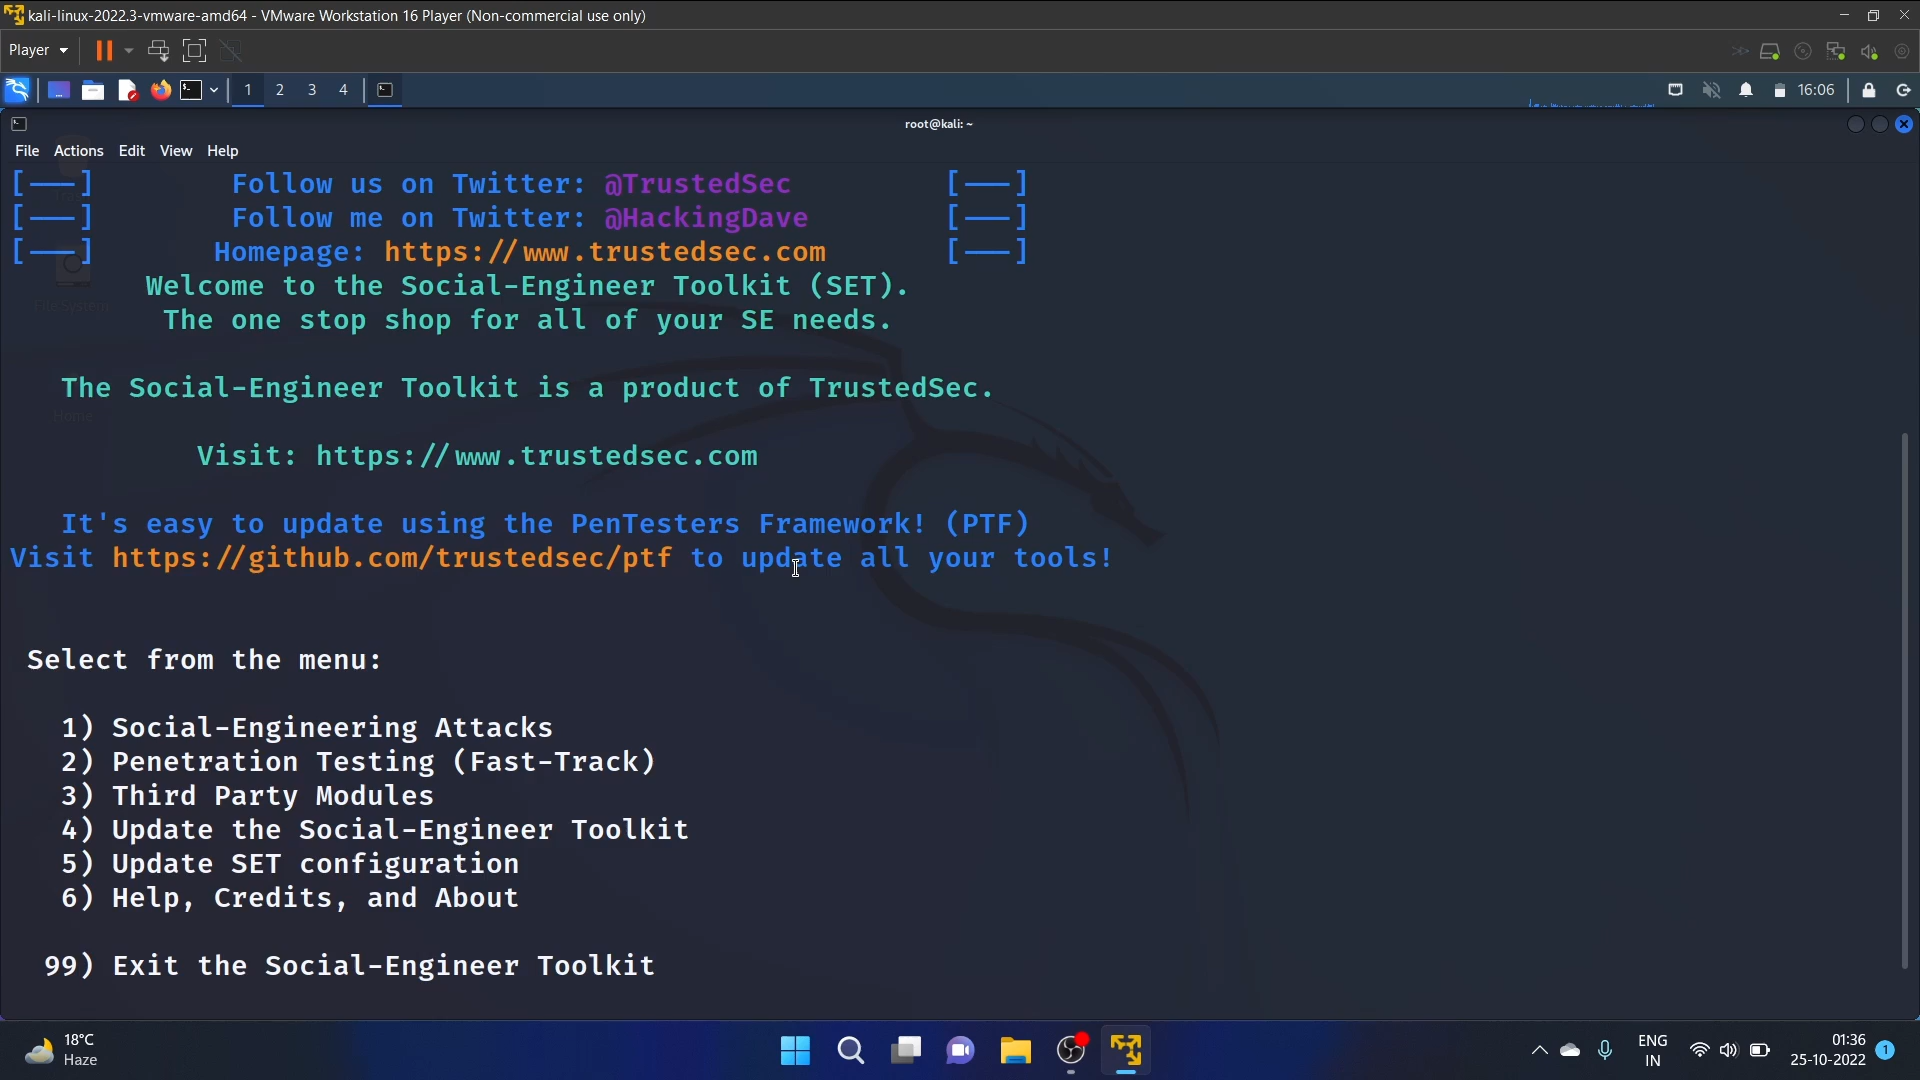 kali-linux-2022.3-vmware-amd64 - VMware Workstation 16 Player (Non-commercial use only)
Player
1 2 3 4
16:06
root@kali: ~
File Actions Edit View Help
[---] Follow us on Twitter: @TrustedSec [---]
[---] Follow me on Twitter: @HackingDave [---]
[---] Homepage: https://www.trustedsec.com [---]
Welcome to the Social-Engineer Toolkit (SET).
The one stop shop for all of your SE needs.
The Social-Engineer Toolkit is a product of TrustedSec.
Visit: https://www.trustedsec.com
It's easy to update using the PenTesters Framework! (PTF)
Visit https://github.com/trustedsec/ptf to update all your tools!
Select from the menu:
1) Social-Engineering Attacks
2) Penetration Testing (Fast-Track)
3) Third Party Modules
4) Update the Social-Engineer Toolkit
5) Update SET configuration
6) Help, Credits, and About
99) Exit the Social-Engineer Toolkit
File System
Home
18°C
Haze
ENG
IN
01:36
25-10-2022
1